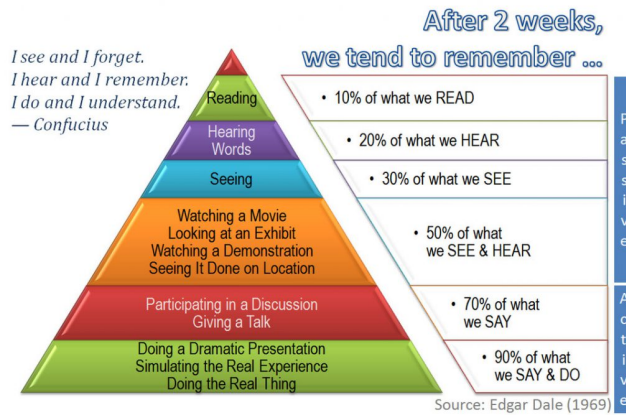 After 2 weeks,
we tend to remember ...
I see and I forget.
I hear and I remember.
I do and I understand.
— Confucius
Reading
• 10% of what we READ
Hearing
Words
• 20% of what we HEAR
Seeing
• 30% of what we SEE
Watching a Movie
Looking at an Exhibit
Watching a Demonstration
Seeing It Done on Location
• 50% of what
we SEE & HEAR
Participating in a Discussion
Giving a Talk
• 70% of what
we SAY
Doing a Dramatic Presentation
Simulating the Real Experience
Doing the Real Thing
• 90% of what
we SAY & DO
Source: Edgar Dale (1969)